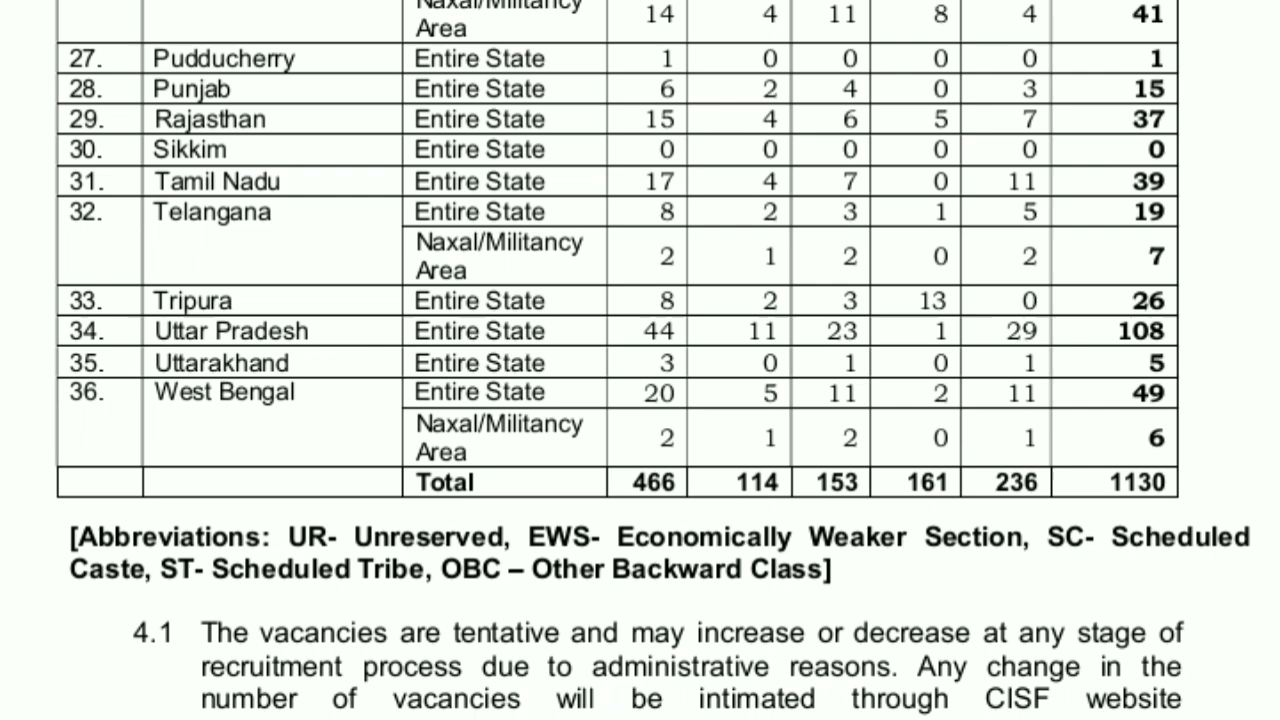 Naxal/Militancy
Area 14 4 11 8 4 41
27. Pudducherry Entire State 1 0 0 0 0 1
28. Punjab Entire State 6 2 4 0 3 15
29. Rajasthan Entire State 15 4 6 5 7 37
30. Sikkim Entire State 0 0 0 0 0 0
31. Tamil Nadu Entire State 17 4 7 0 11 39
32. Telangana Entire State 8 2 3 1 5 19
Naxal/Militancy
Area 2 1 2 0 2 7
33. Tripura Entire State 8 2 3 13 0 26
34. Uttar Pradesh Entire State 44 11 23 1 29 108
35. Uttarakhand Entire State 3 0 1 0 1 5
36. West Bengal Entire State 20 5 11 2 11 49
Naxal/Militancy
Area 2 1 2 0 1 6
Total 466 114 153 161 236 1130
[Abbreviations: UR- Unreserved, EWS- Economically Weaker Section, SC- Scheduled
Caste, ST- Scheduled Tribe, OBC – Other Backward Class]
4.1 The vacancies are tentative and may increase or decrease at any stage of
recruitment process due to administrative reasons. Any change in the
number of vacancies will be intimated through CISF website